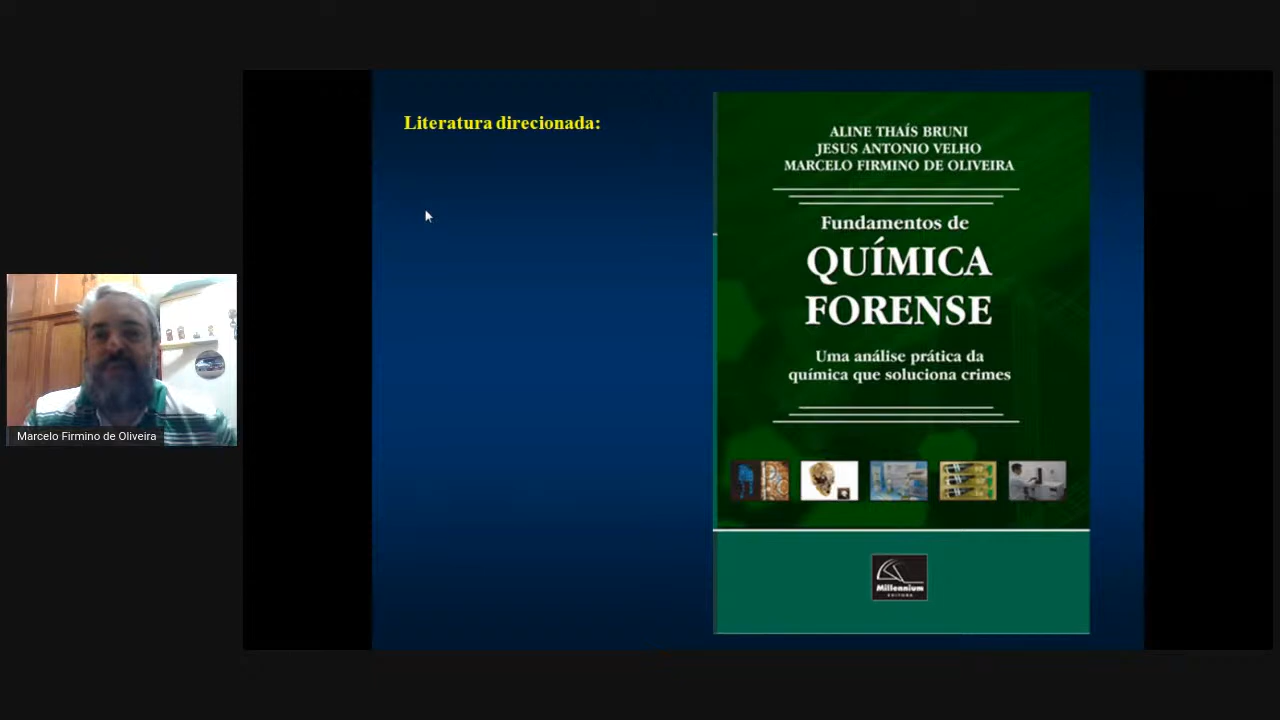 Literatura direcionada:
ALINE THAÍS BRUNI
JESUS ANTONIO VELHO
MARCELO FIRMINO DE OLIVEIRA
Fundamentos de
QUÍMICA
FORENSE
Uma análise prática da
química que soluciona crimes
Millennium
EDITORA
Marcelo Firmino de Oliveira